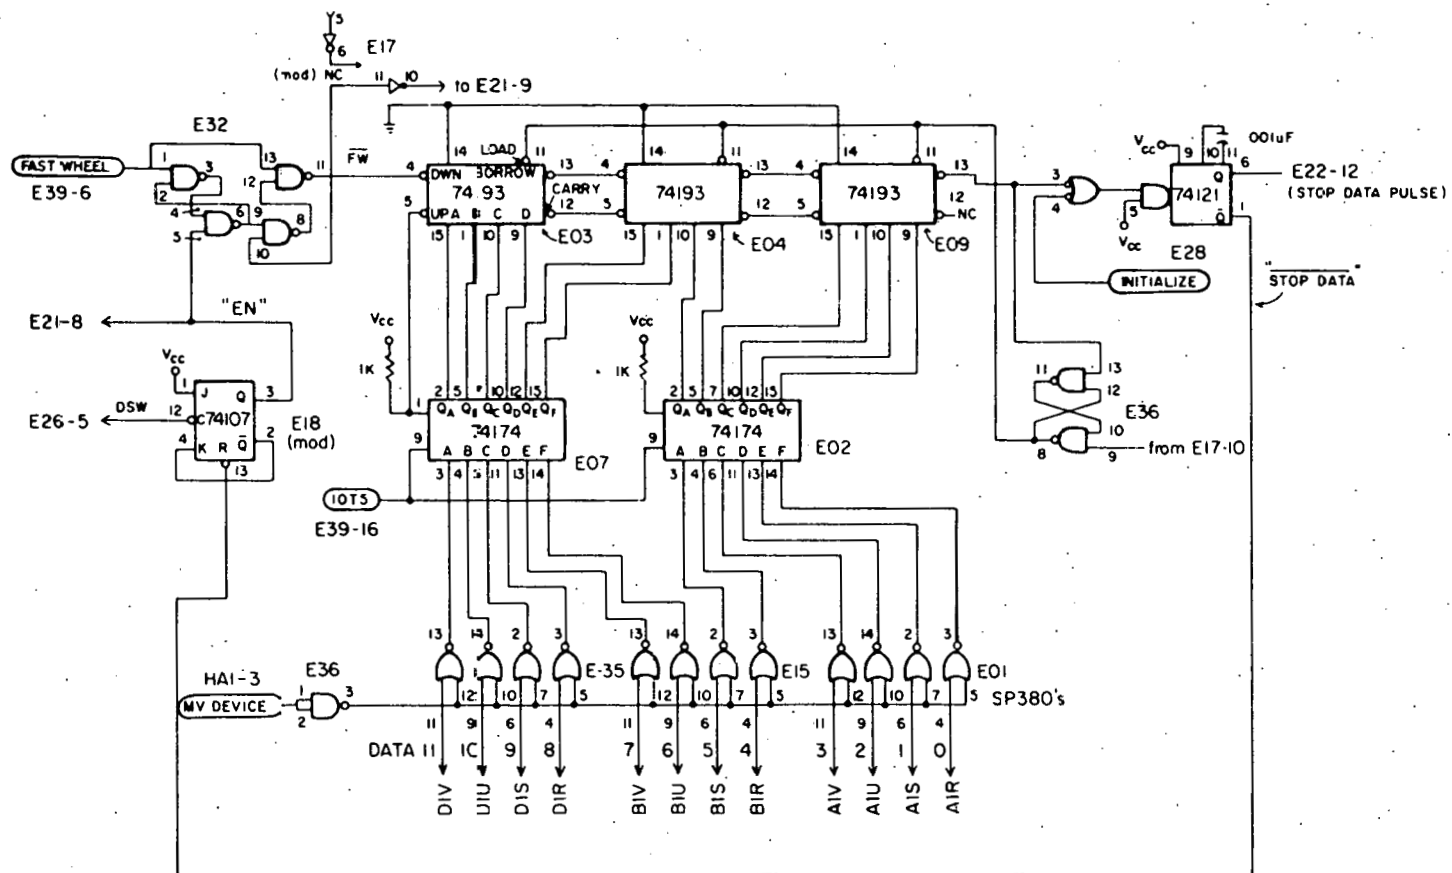 5
6 E17
(mod) NC 11 10 to E21-9
E32
FAST WHEEL
E39-6
1 3 13 11 FW
2 12
4 6 9 8
5 10
14 LOAD 11
4 DWN BORROW 13
74 93
CARRY
5 UP A B C D 12
15 1 10 9
E03
14 11
4 74193 13
5 12
15 1 10 9
E04
14 11
4 74193 13
5 12 NC
15 1 10 9
E09
Vcc 9 10 11 .001uF
3
4
5
Vcc
74121
Q 6
Q 1
E22-12
(STOP DATA PULSE)
E28
INITIALIZE
"STOP DATA"
"EN"
E21-8
Vcc
1 J Q 3
DSW 12 C 74107
E26-5
4 K R Q 2
13
E18
(mod)
Vcc
1K
2 5 10 12 15
1 QA QB QC QD QE QF
74174
9 A B C D E F
3 4 11 13 14
E07
Vcc
1K
2 5 7 10 12 15
1 QA QB QC QD QE QF
74174
9 A B C D E F
3 4 6 11 13 14
E02
11 13
12
E36
10
8 9 from E17-10
IOT5
E39-16
HA1-3
MV DEVICE
E36
1 3
2
13 14 2 3 13 14 2 3 13 14 2 3
E-35 E15 E01
12 10 7 5 12 10 7 5 12 10 7 5
SP380's
11 9 6 4 11 9 6 4 11 9 6 4
DATA 11 1C 9 8 7 6 5 4 3 2 1 0
DIV UIU DIS DIR BIV BIU BIS BIR AIV AIU AIS AIR